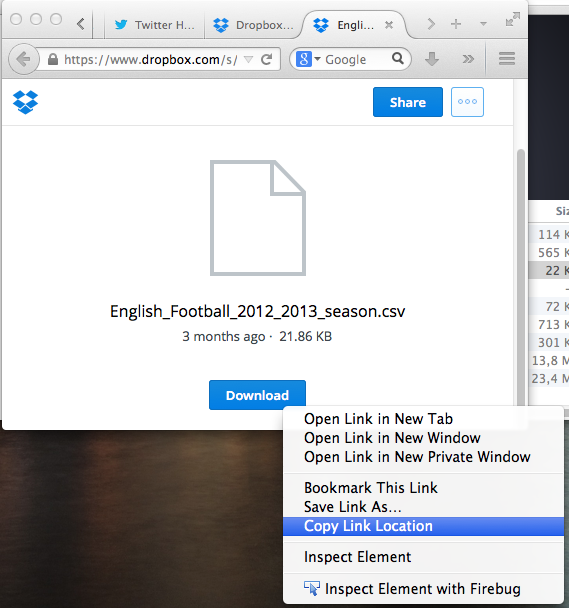 Twitter H...
Dropbox...
Engli...
https://www.dropbox.com/s/
Google
Share
English_Football_2012_2013_season.csv
3 months ago · 21.86 KB
Download
Open Link in New Tab
Open Link in New Window
Open Link in New Private Window
Bookmark This Link
Save Link As...
Copy Link Location
Inspect Element
Inspect Element with Firebug
Siz
114 K
565 K
22 K
72 K
713 K
301 K
13,8 M
23,4 M